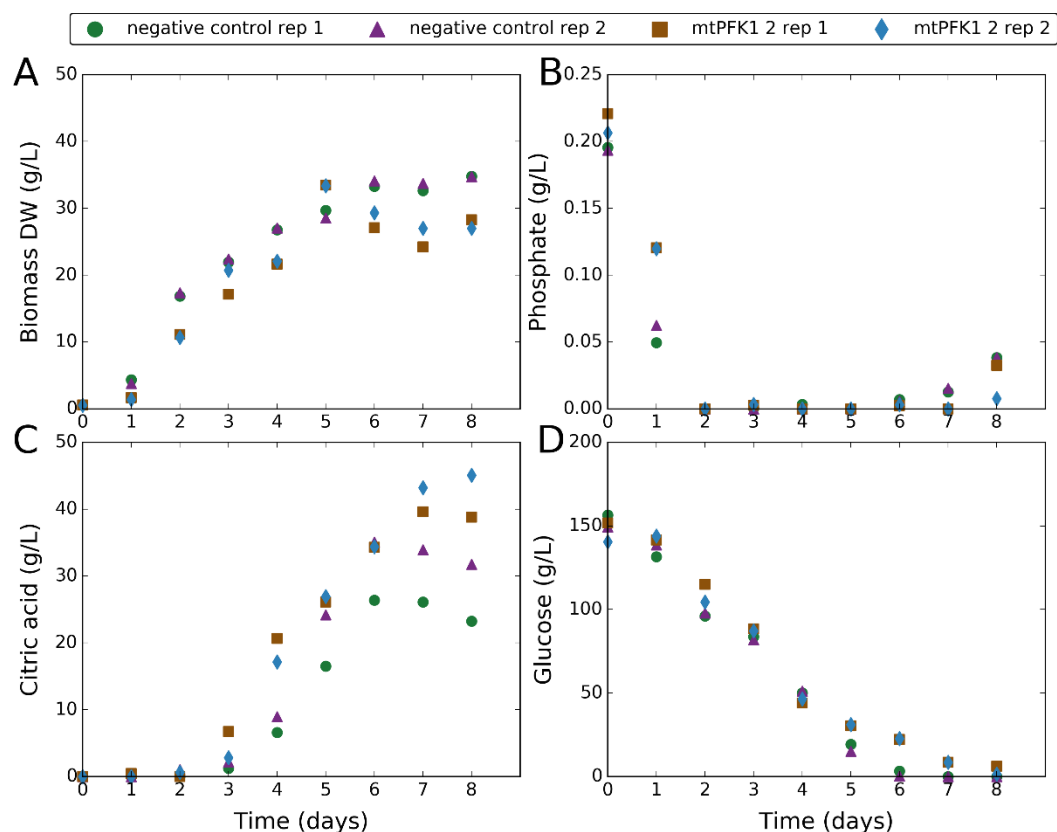 negative control rep 1 negative control rep 2 mtPFK1 2 rep 1 mtPFK1 2 rep 2
A
50
40
30
20
10
0
Biomass DW (g/L)
0 1 2 3 4 5 6 7 8
B
0.25
0.20
0.15
0.10
0.05
0.00
Phosphate (g/L)
0 1 2 3 4 5 6 7 8
C
50
40
30
20
10
0
Citric acid (g/L)
0 1 2 3 4 5 6 7 8
Time (days)
D
200
150
100
50
0
Glucose (g/L)
0 1 2 3 4 5 6 7 8
Time (days)